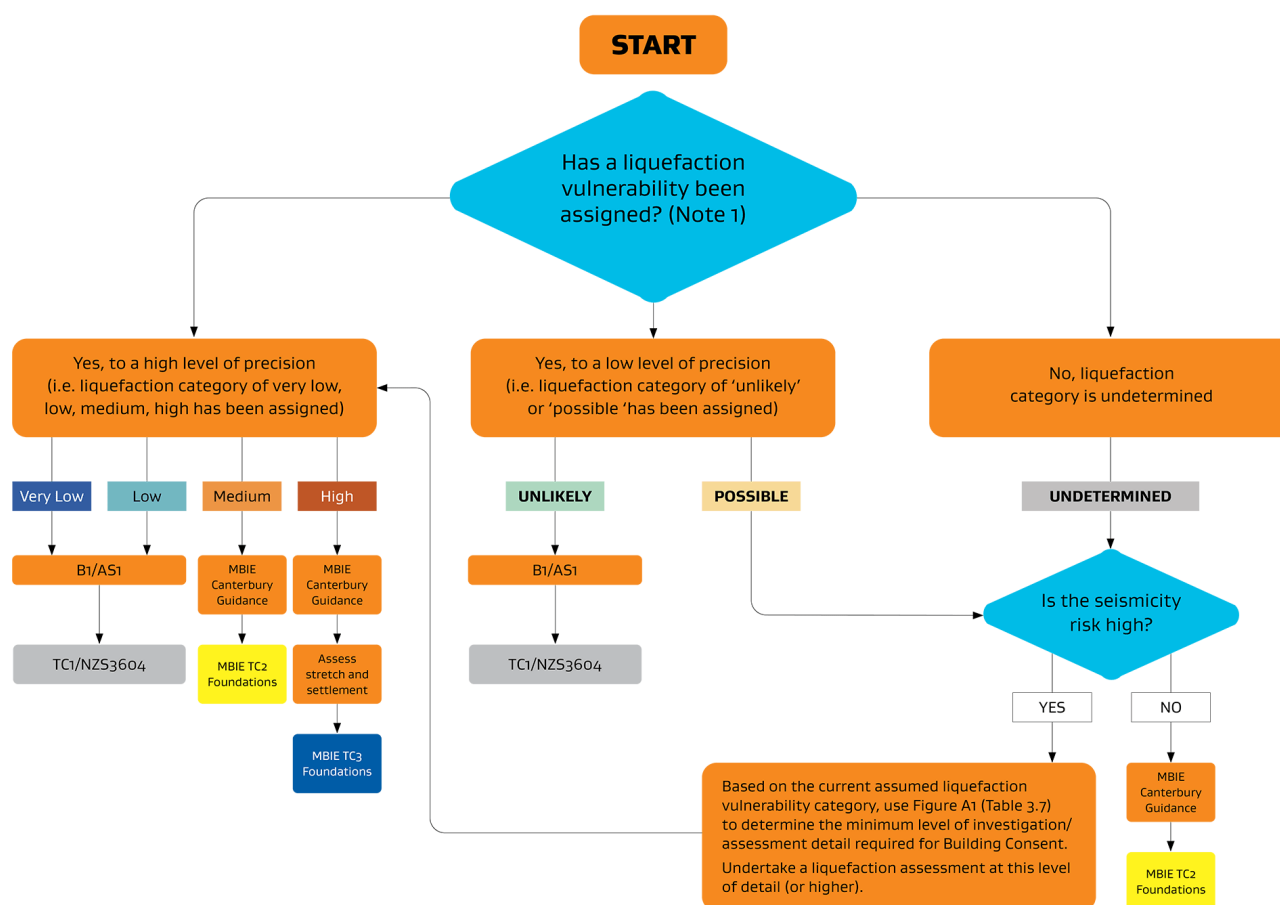 START
Has a liquefaction
vulnerability been
assigned? (Note 1)
Yes, to a high level of precision
(i.e. liquefaction category of very low,
low, medium, high has been assigned)
Yes, to a low level of precision
(i.e. liquefaction category of ‘unlikely’
or ‘possible ‘has been assigned)
No, liquefaction
category is undetermined
Very Low
Low
Medium
High
UNLIKELY
POSSIBLE
UNDETERMINED
B1/AS1
MBIE
Canterbury
Guidance
MBIE
Canterbury
Guidance
B1/AS1
Is the seismicity
risk high?
TC1/NZS3604
MBIE TC2
Foundations
Assess
stretch and
settlement
TC1/NZS3604
YES
NO
MBIE TC3
Foundations
Based on the current assumed liquefaction
vulnerability category, use Figure A1 (Table 3.7)
to determine the minimum level of investigation/
assessment detail required for Building Consent.
Undertake a liquefaction assessment at this level
of detail (or higher).
MBIE
Canterbury
Guidance
MBIE TC2
Foundations